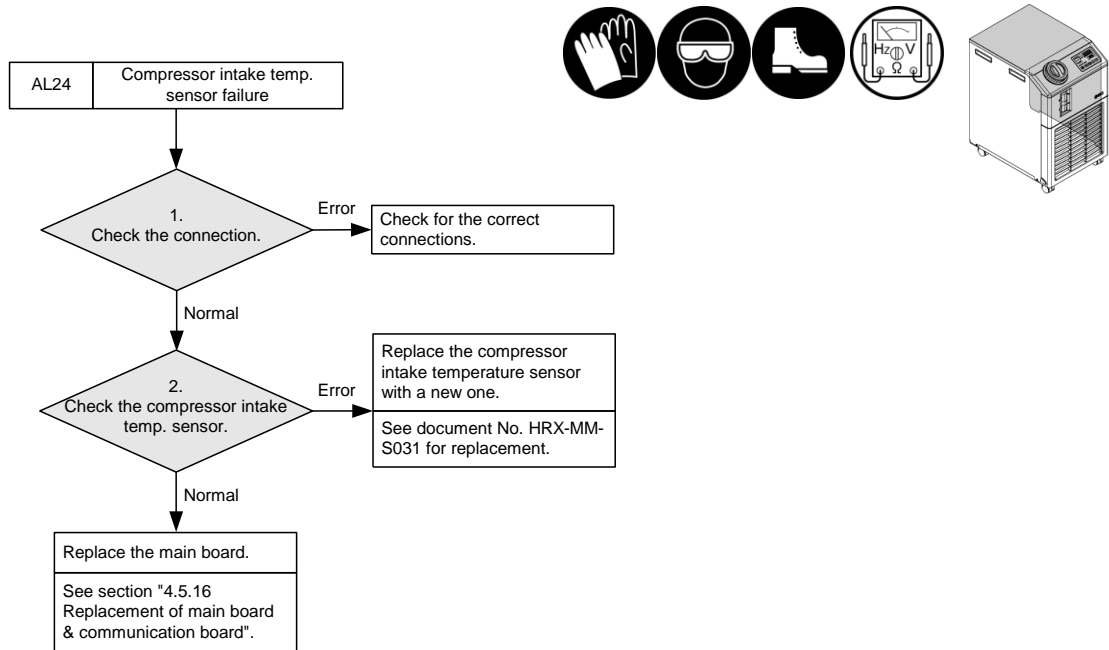 AL24
Compressor intake temp.
sensor failure
Hz V
Ω
1.
Check the connection.
Error
Check for the correct
connections.
Normal
2.
Check the compressor intake
temp. sensor.
Error
Replace the compressor
intake temperature sensor
with a new one.
See document No. HRX-MM-
S031 for replacement.
Normal
Replace the main board.
See section "4.5.16
Replacement of main board
& communication board".